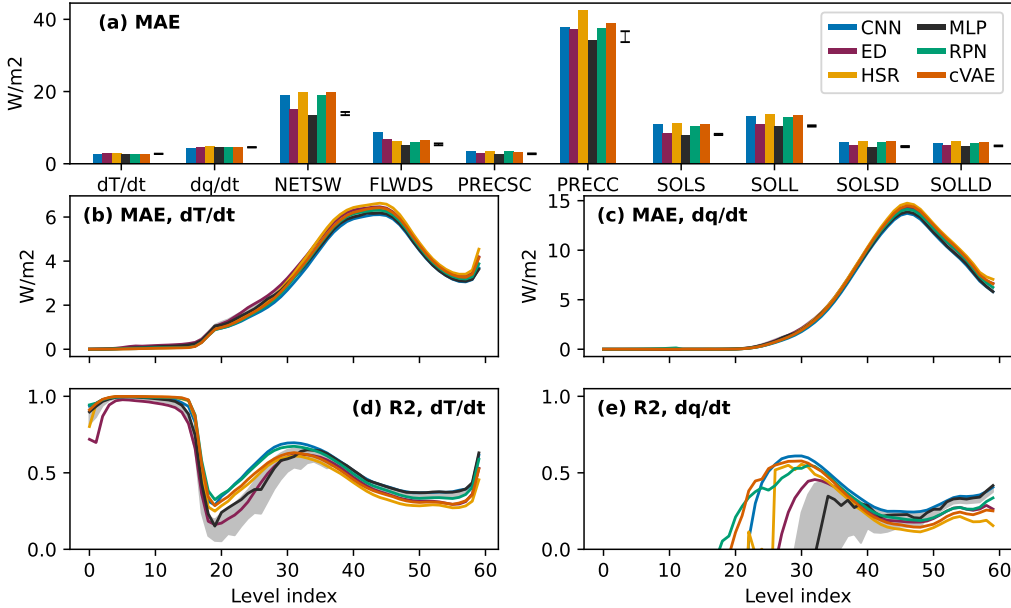 (a) MAE
W/m2
40
20
0
CNN MLP
ED RPN
HSR cVAE
dT/dt dq/dt NETSW FLWDS PRECSC PRECC SOLS SOLL SOLSD SOLLD
(b) MAE, dT/dt
W/m2
6
4
2
0
(c) MAE, dq/dt
W/m2
15
10
5
0
(d) R2, dT/dt
1.0
0.5
0.0
0 10 20 30 40 50 60
Level index
(e) R2, dq/dt
1.0
0.5
0.0
0 10 20 30 40 50 60
Level index